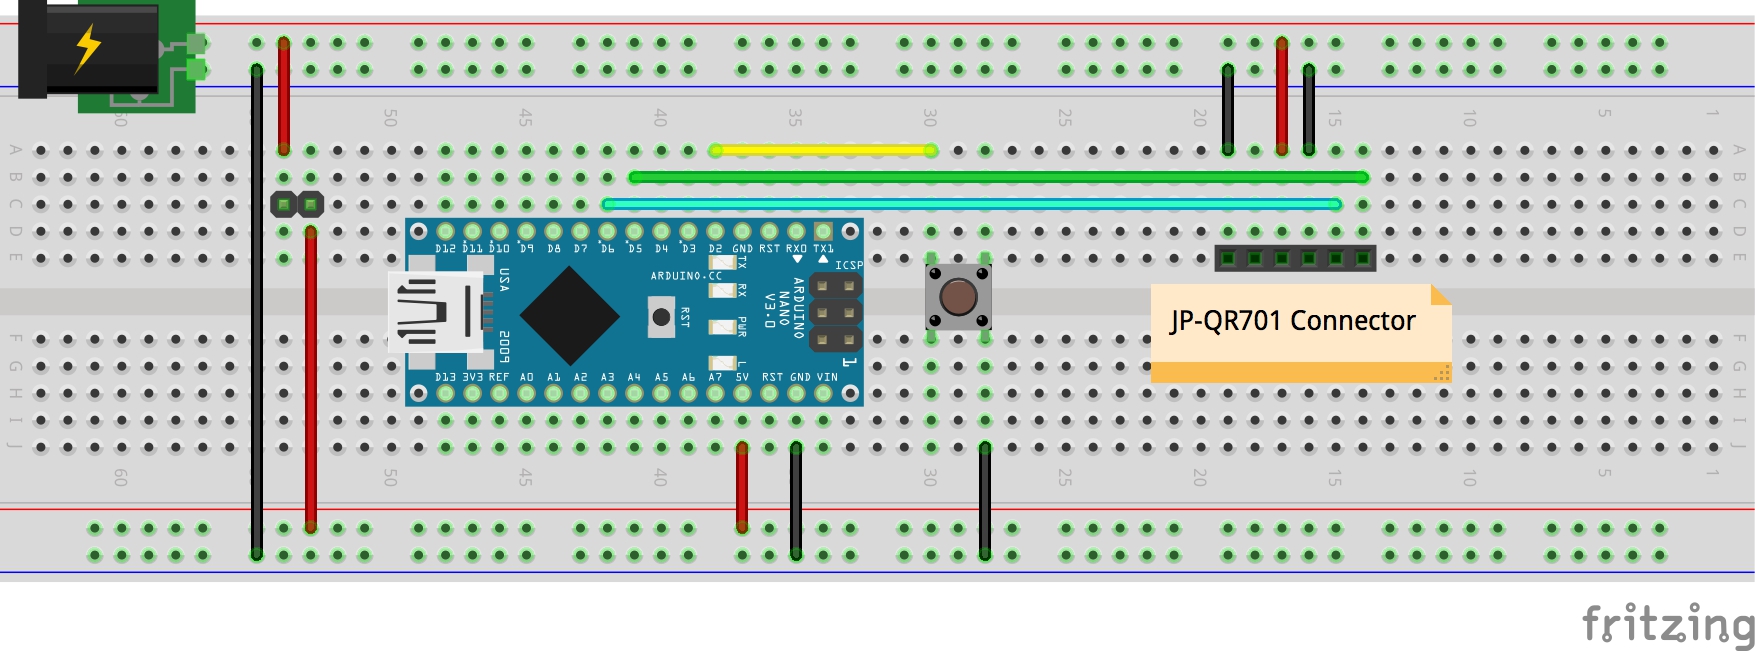 60 50 45 40 35 30 25 20 15 10 5 1
A A
B B
C C
D D
E E
D12 D11 D10 D9 D8 D7 D6 D5 D4 D3 D2 GND RST RX0 TX1
TX
ICSP
USA
ARDUINO.CC
RX
RST
ARDUINO
NANO
V3.0
PWR
2009
L
1
JP-QR701 Connector
D13 3V3 REF A0 A1 A2 A3 A4 A5 A6 A7 5V RST GND VIN
F F
G G
H H
I I
J J
60 50 45 40 30 25 20 15 10 5 1
fritzing